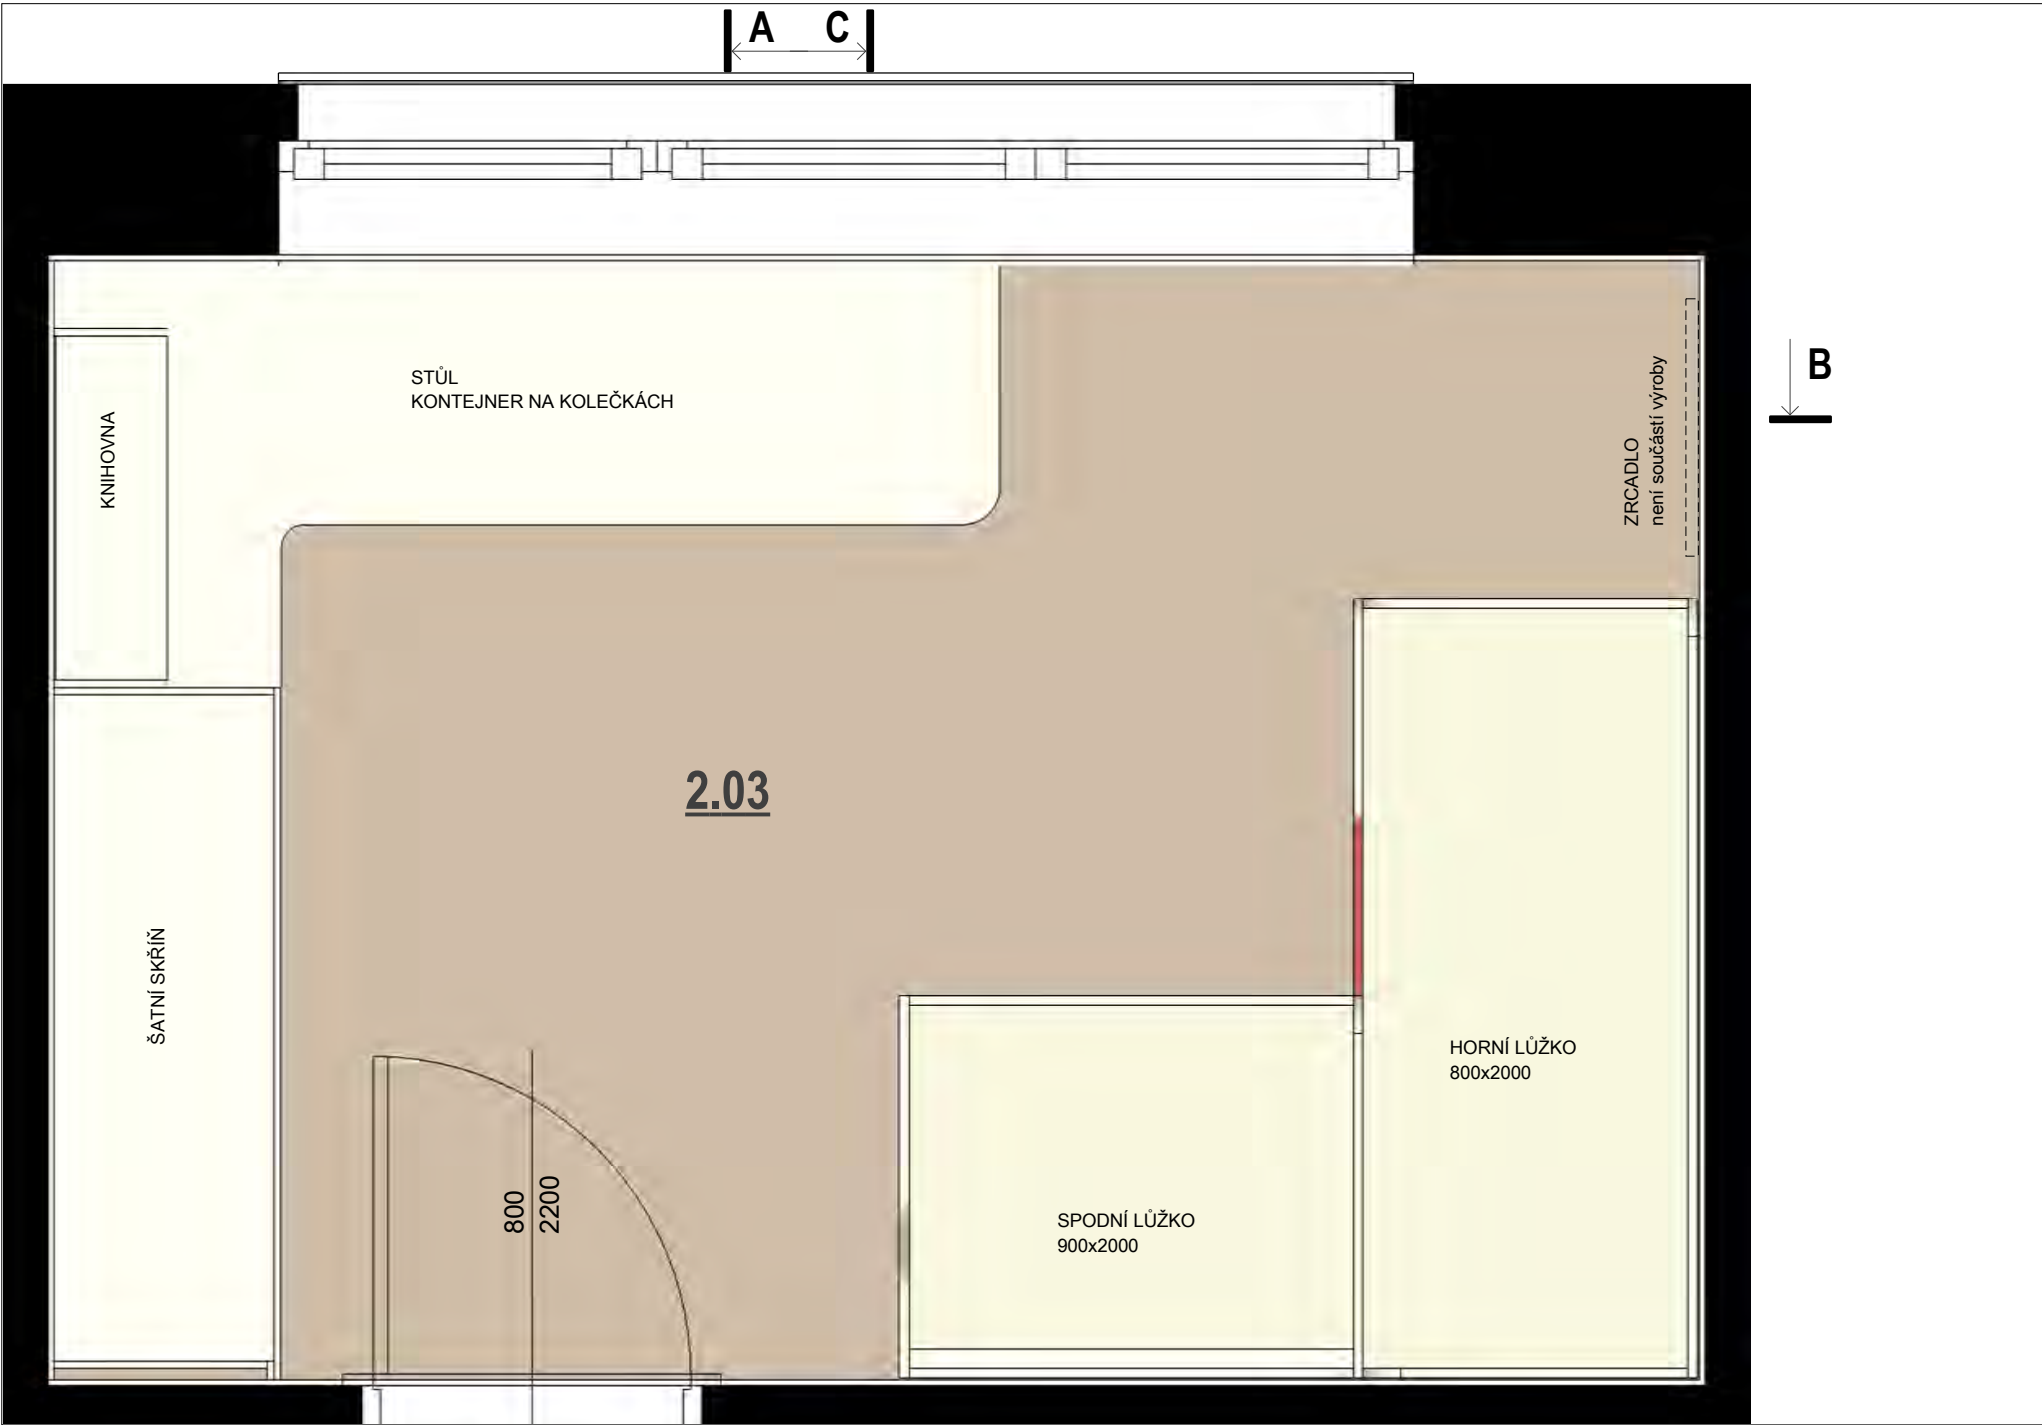 A C
B
STŮL
KONTEJNER NA KOLEČKÁCH
KNIHOVNA
ZRCADLO
není součástí výroby
2.03
ŠATNÍ SKŘÍŇ
HORNÍ LŮŽKO
800x2000
800
2200
SPODNÍ LŮŽKO
900x2000